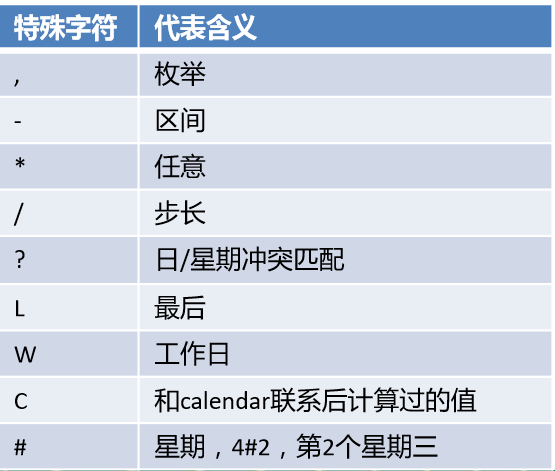 特殊字符 代表含义
, 枚举
- 区间
* 任意
/ 步长
? 日/星期冲突匹配
L 最后
W 工作日
C 和calendar联系后计算过的值
# 星期，4#2，第2个星期三